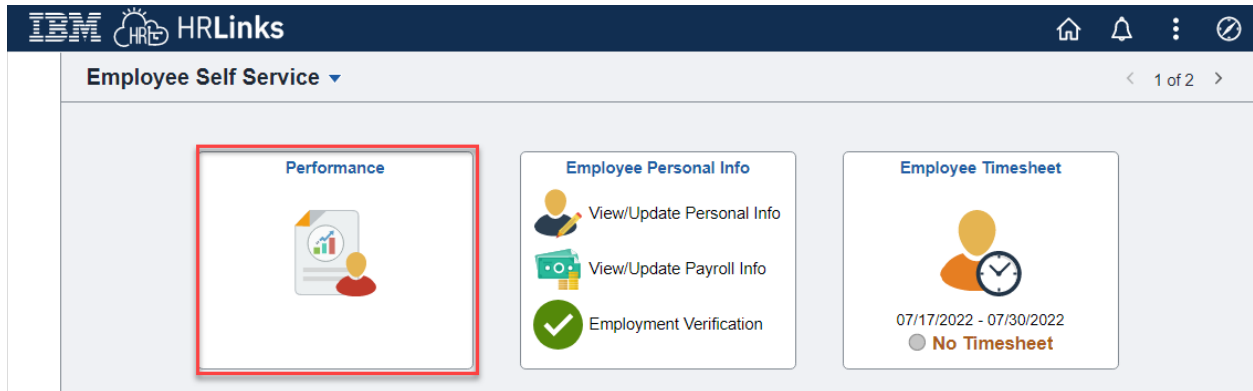 IBM HRLinks
HR
Employee Self Service
1 of 2
Performance
Employee Personal Info
View/Update Personal Info
View/Update Payroll Info
Employment Verification
Employee Timesheet
07/17/2022 - 07/30/2022
No Timesheet